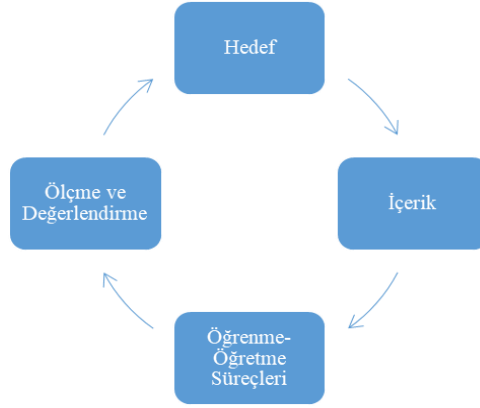 Hedef
İçerik
Öğrenme-
Öğretme
Süreçleri
Ölçme ve
Değerlendirme